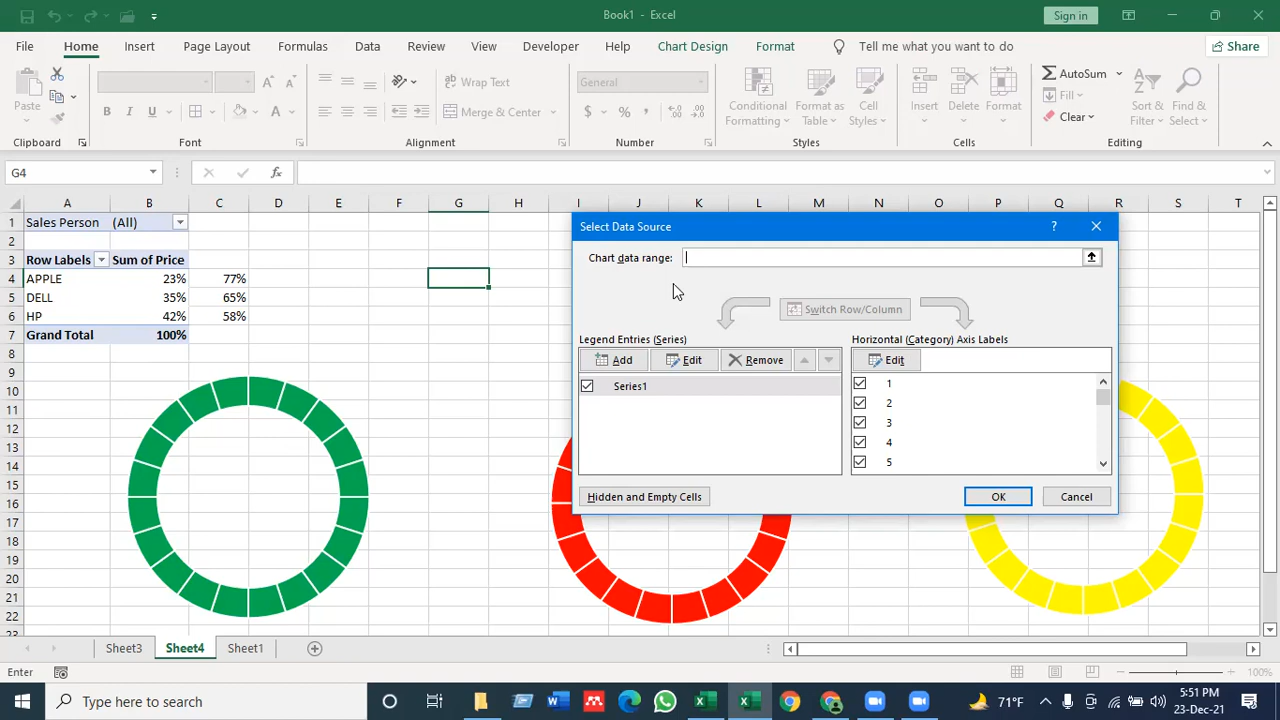 Book1 - Excel
Sign in
File Home Insert Page Layout Formulas Data Review View Developer Help Chart Design Format Tell me what you want to do Share
Paste
B I U
Wrap Text
Merge & Center
General
$ %
Conditional Formatting
Format as Table
Cell Styles
Insert
Delete
Format
AutoSum
Fill
Clear
Sort & Filter
Find & Select
Clipboard Font Alignment Number Styles Cells Editing
G4
fx
A B C D E F G H I J K L M N O P Q R S T
1 Sales Person (All)
2
3 Row Labels Sum of Price
4 APPLE 23% 77%
5 DELL 35% 65%
6 HP 42% 58%
7 Grand Total 100%
8
9
10
11
12
13
14
15
16
17
18
19
20
21
22
23
Select Data Source
?
Chart data range:
Switch Row/Column
Legend Entries (Series)
Add Edit Remove
Series1
Horizontal (Category) Axis Labels
Edit
1
2
3
4
5
Hidden and Empty Cells
OK Cancel
Sheet3 Sheet4 Sheet1
Enter
100%
Type here to search
71°F
5:51 PM
23-Dec-21